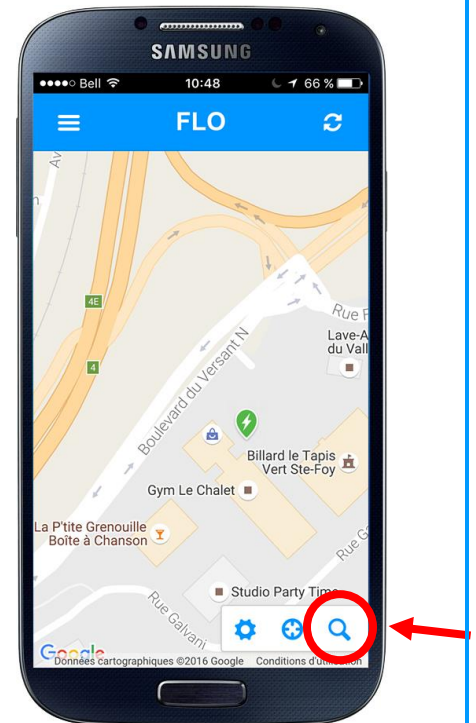 SAMSUNG
●●●●○ Bell 10:48 66 %
FLO
Av
4E
4
Rue F
Lave-A
du Vall
Boulevard du Versant N
Billard le Tapis
Vert Ste-Foy
Gym Le Chalet
La P'tite Grenouille
Boîte à Chanson
Rue G
Studio Party Time
Rue Galvani
Google
Données cartographiques ©2016 Google Conditions d'utilisation